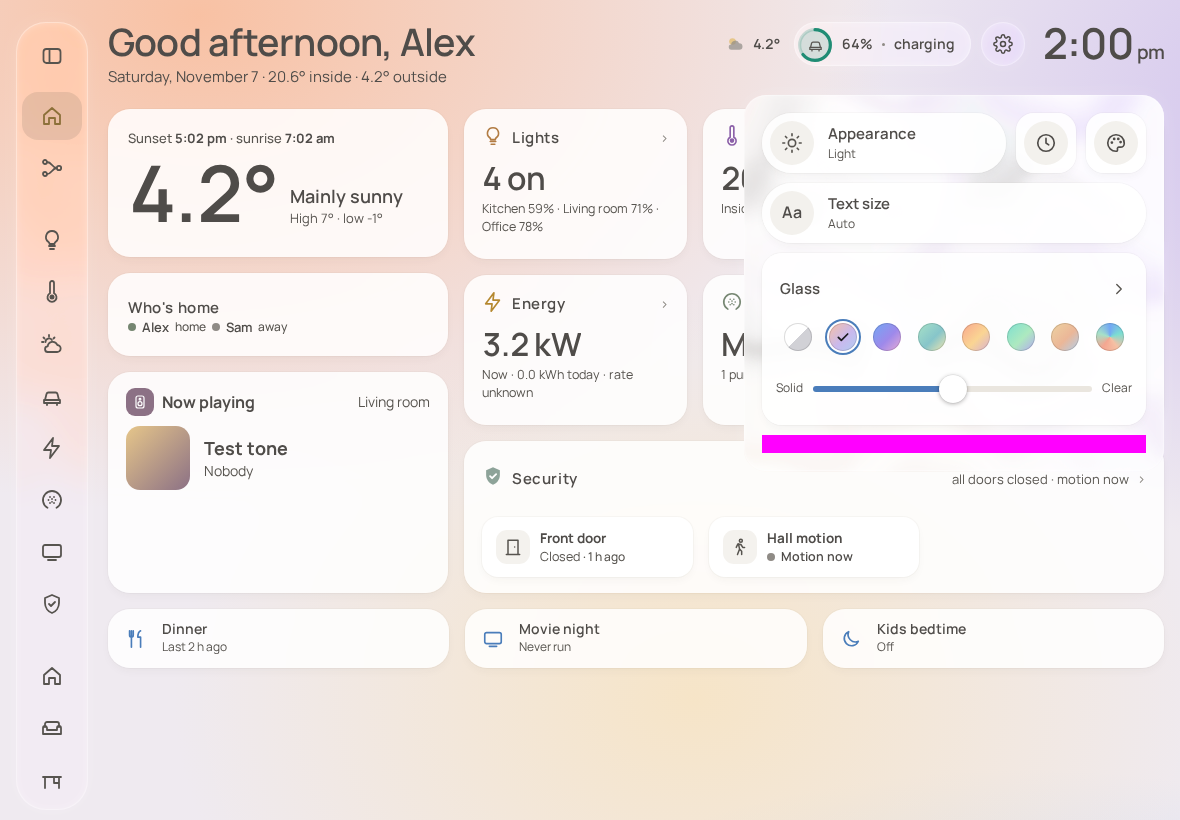 Good afternoon, Alex
Saturday, November 7 · 20.6° inside · 4.2° outside
4.2°
64% · charging
2:00 pm
Sunset 5:02 pm · sunrise 7:02 am
4.2°
Mainly sunny
High 7° · low -1°
Who's home
Alex home Sam away
Now playing
Living room
Test tone
Nobody
Lights
4 on
Kitchen 59% · Living room 71% ·
Office 78%
Energy
3.2 kW
Now · 0.0 kWh today · rate
unknown
Appearance
Light
Aa
Text size
Auto
Glass
Solid
Clear
Security
all doors closed · motion now
Front door
Closed · 1 h ago
Hall motion
Motion now
Dinner
Last 2 h ago
Movie night
Never run
Kids bedtime
Off